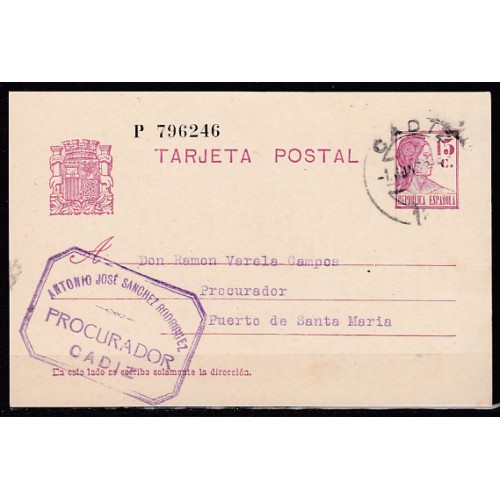 P 796246
TARJETA POSTAL
CADIZ
15 C.
REPUBLICA ESPAÑOLA
A
Don Ramon Varela Campos
Procurador
Puerto de Santa Maria
ANTONIO JOSÉ SANCHEZ RODRIGUEZ
PROCURADOR
CADIZ
En este lado se escribe solamente la dirección.